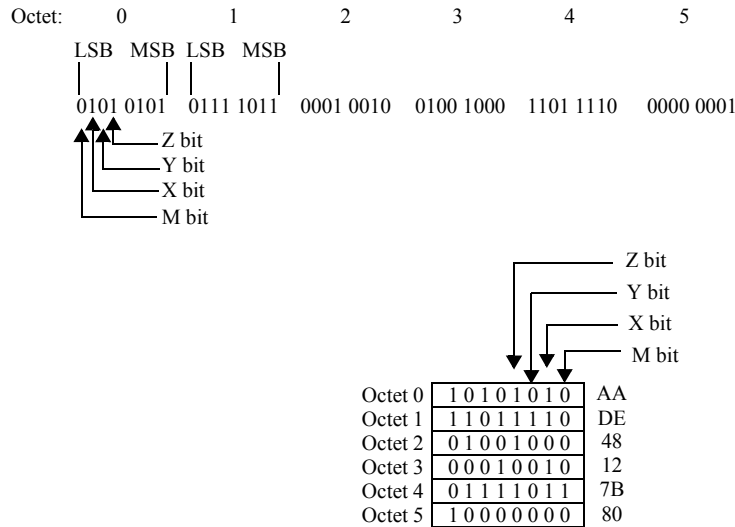 Octet: 0 1 2 3 4 5
LSB MSB LSB MSB
0101 0101 0111 1011 0001 0010 0100 1000 1101 1110 0000 0001
Z bit
Y bit
X bit
M bit
Z bit
Y bit
X bit
M bit
Octet 0 1 0 1 0 1 0 1 0 AA
Octet 1 1 1 0 1 1 1 1 0 DE
Octet 2 0 1 0 0 1 0 0 0 48
Octet 3 0 0 0 1 0 0 1 0 12
Octet 4 0 1 1 1 1 0 1 1 7B
Octet 5 1 0 0 0 0 0 0 0 80